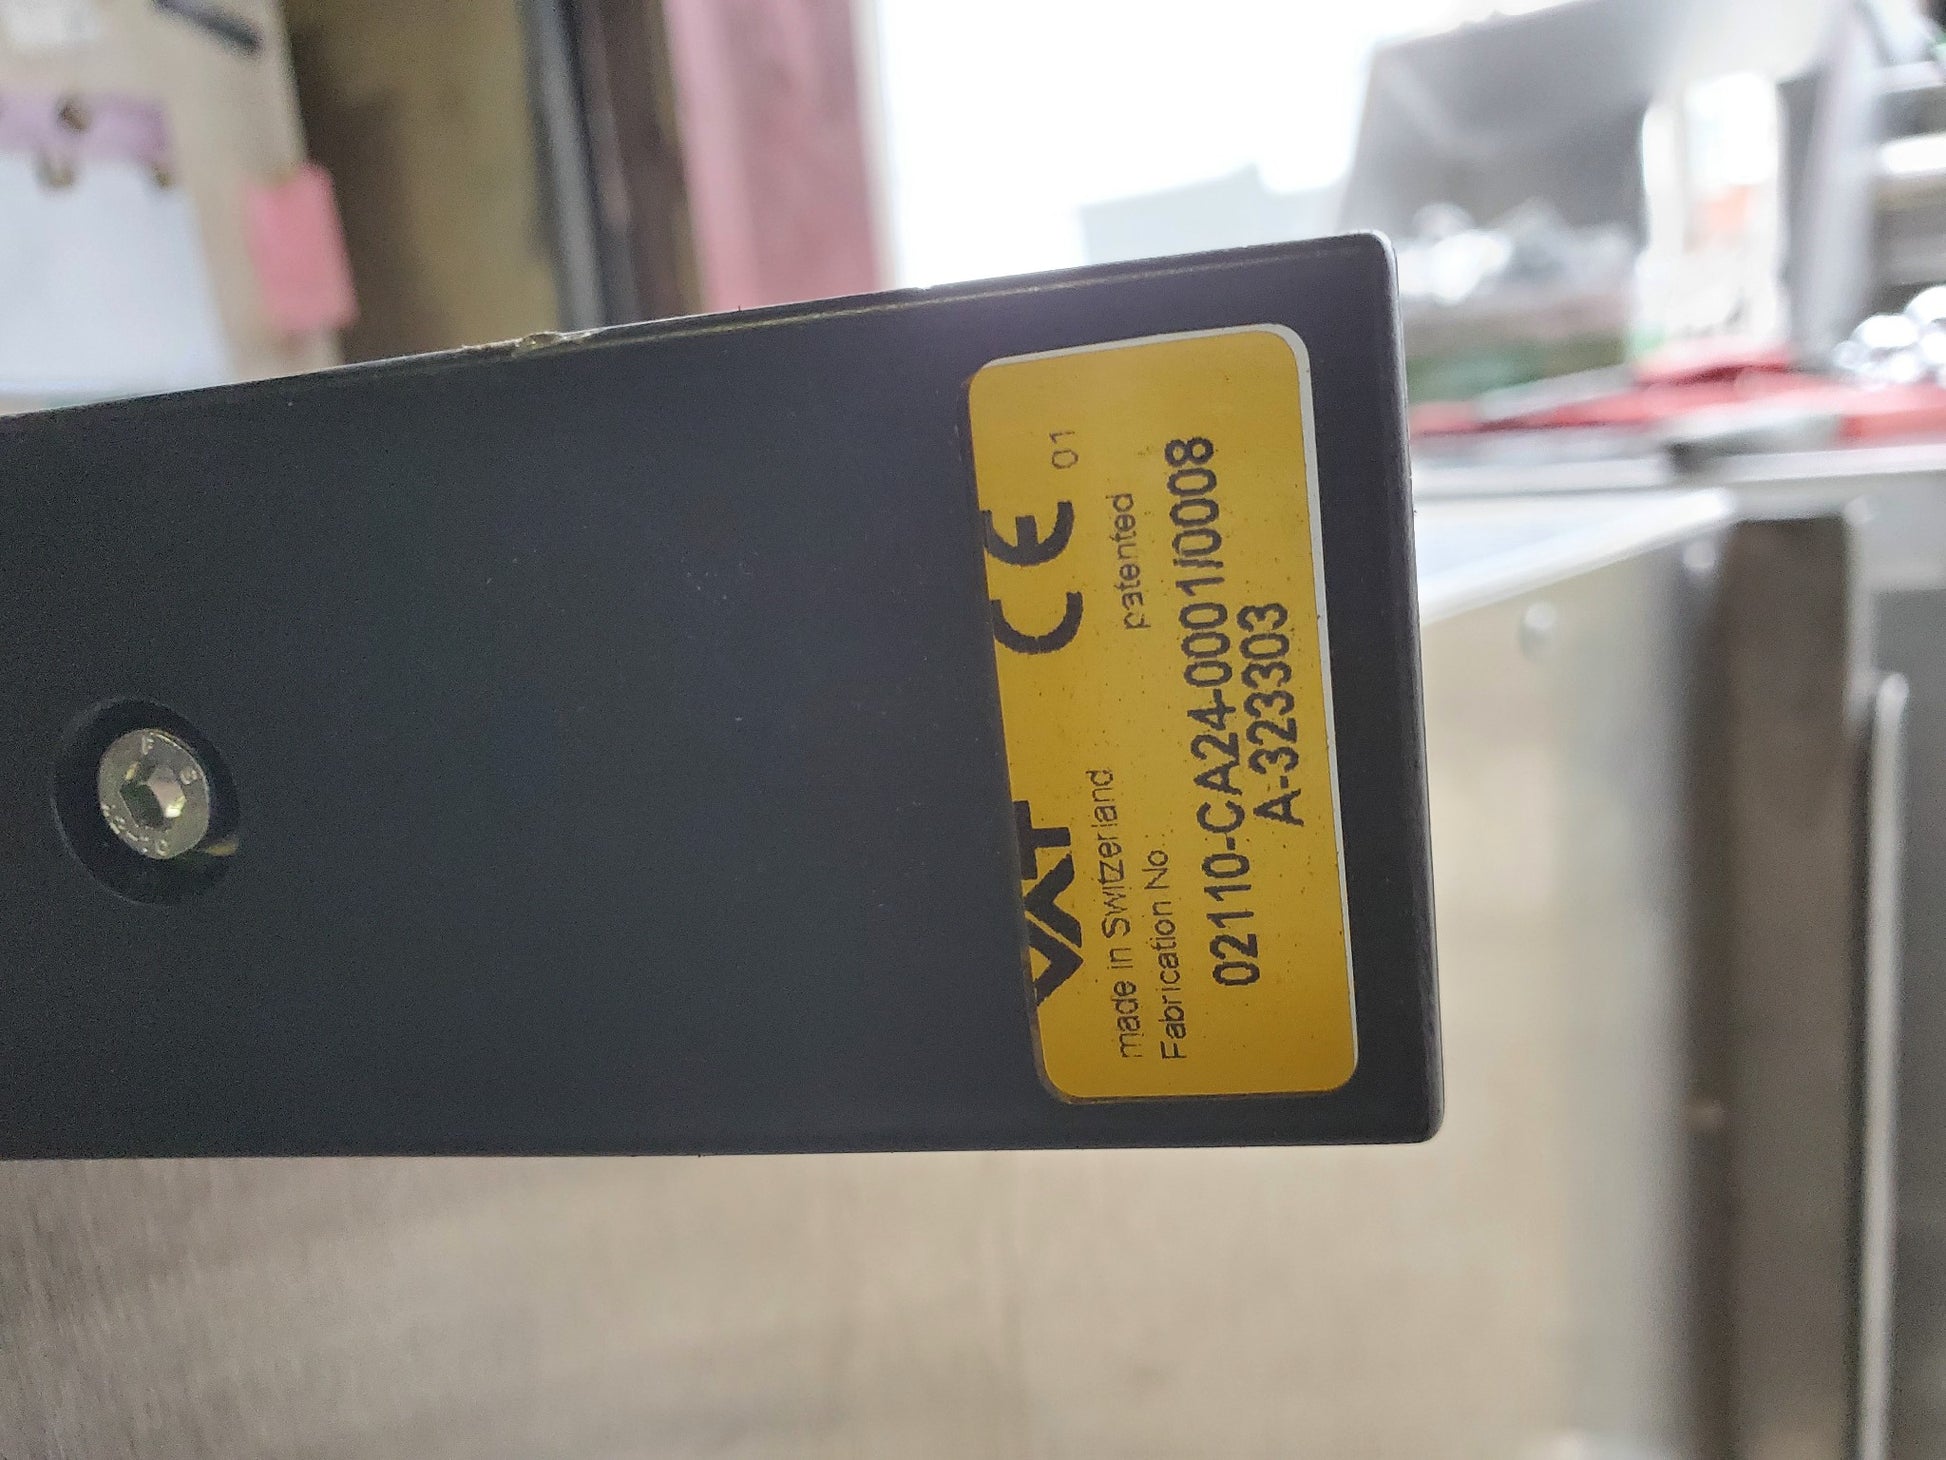 VAT CE 01
made in Switzerland patented
Fabrication No.
02110-CA24-0001/0008
A-323303